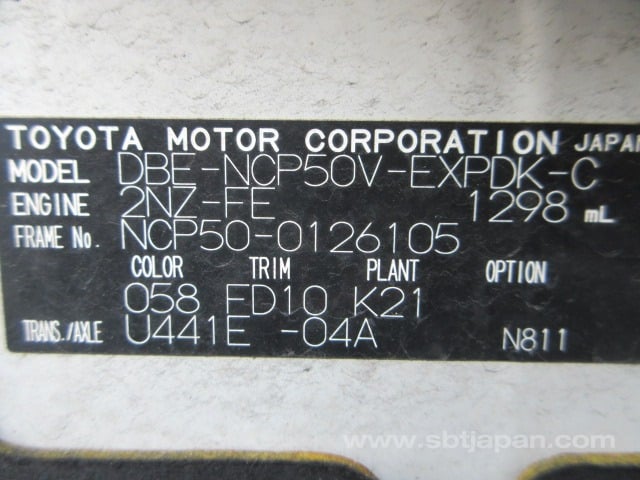 TOYOTA MOTOR CORPORATION JAPAN
MODEL DBE-NCP50V-EXPDK-C
ENGINE 2NZ-FE 1298 mL
FRAME No. NCP50-0126105
COLOR TRIM PLANT OPTION
058 FD10 K21
TRANS./AXLE U441E -04A N811
www.sbtjapan.com